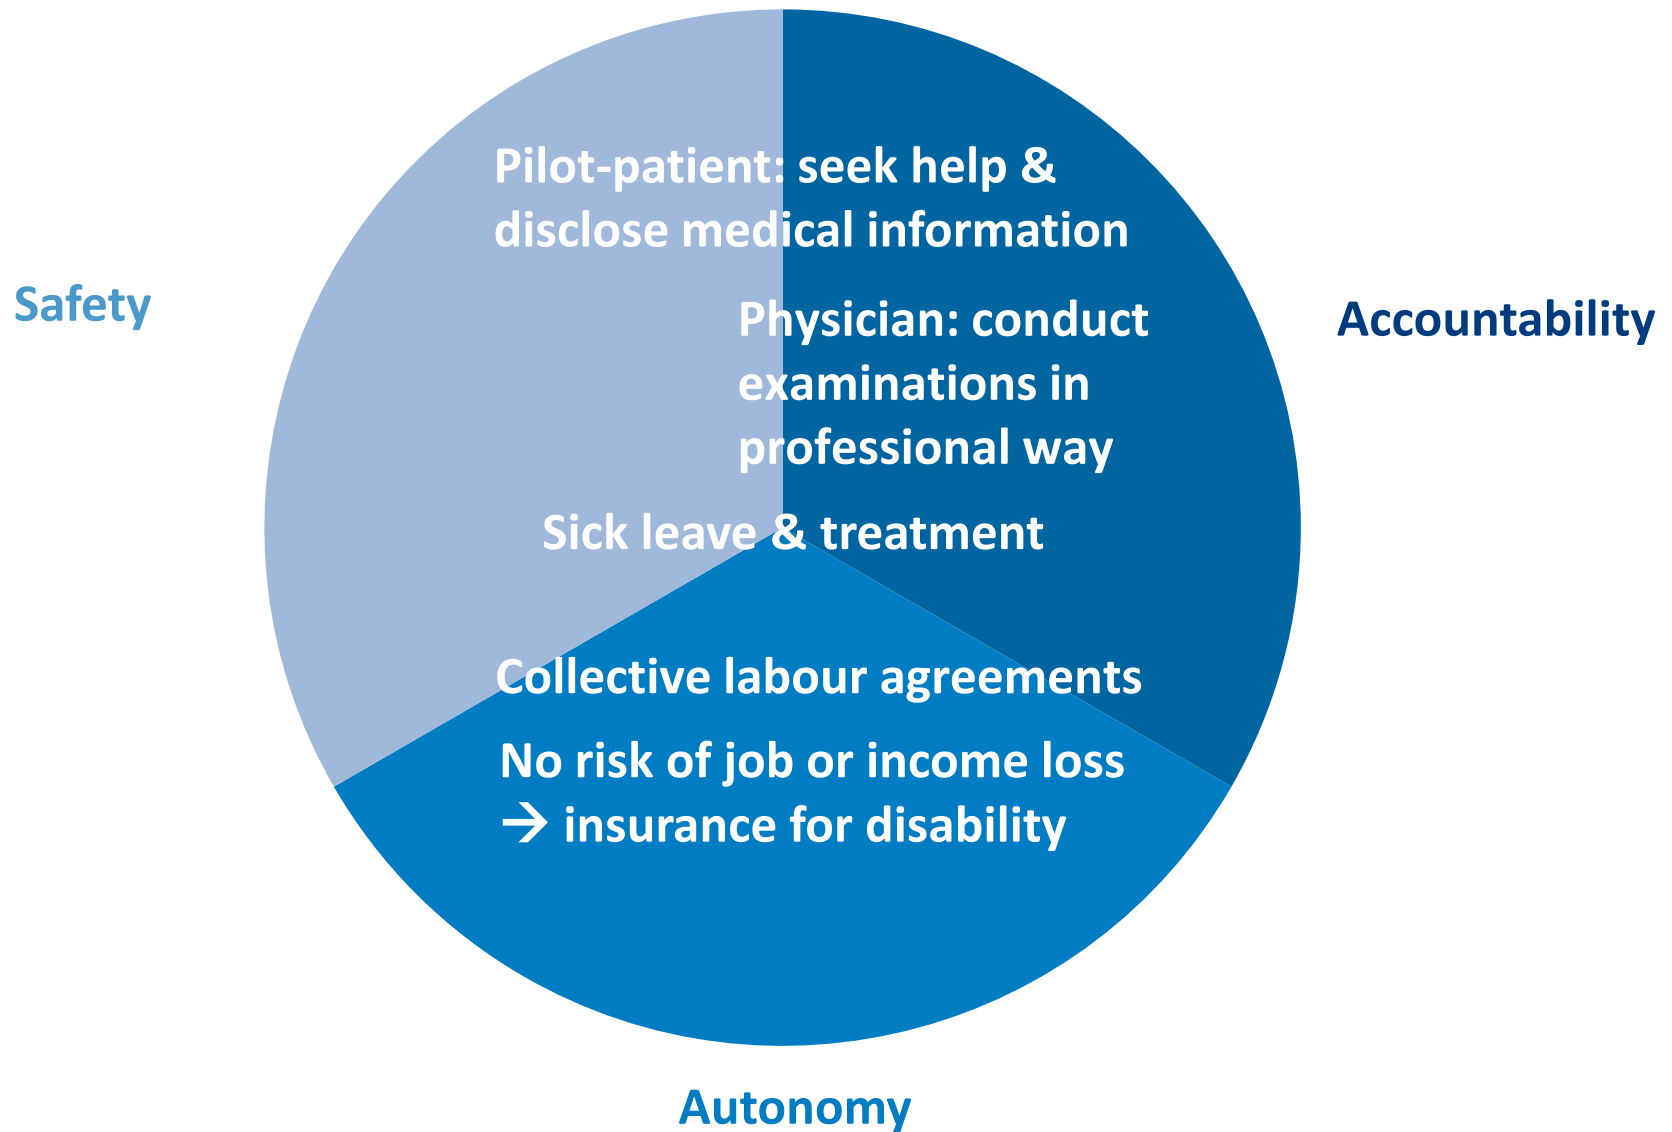 Pilot-patient: seek help &
disclose medical information
Safety
Physician: conduct
examinations in
professional way
Accountability
Sick leave & treatment
Collective labour agreements
No risk of job or income loss
→ insurance for disability
Autonomy